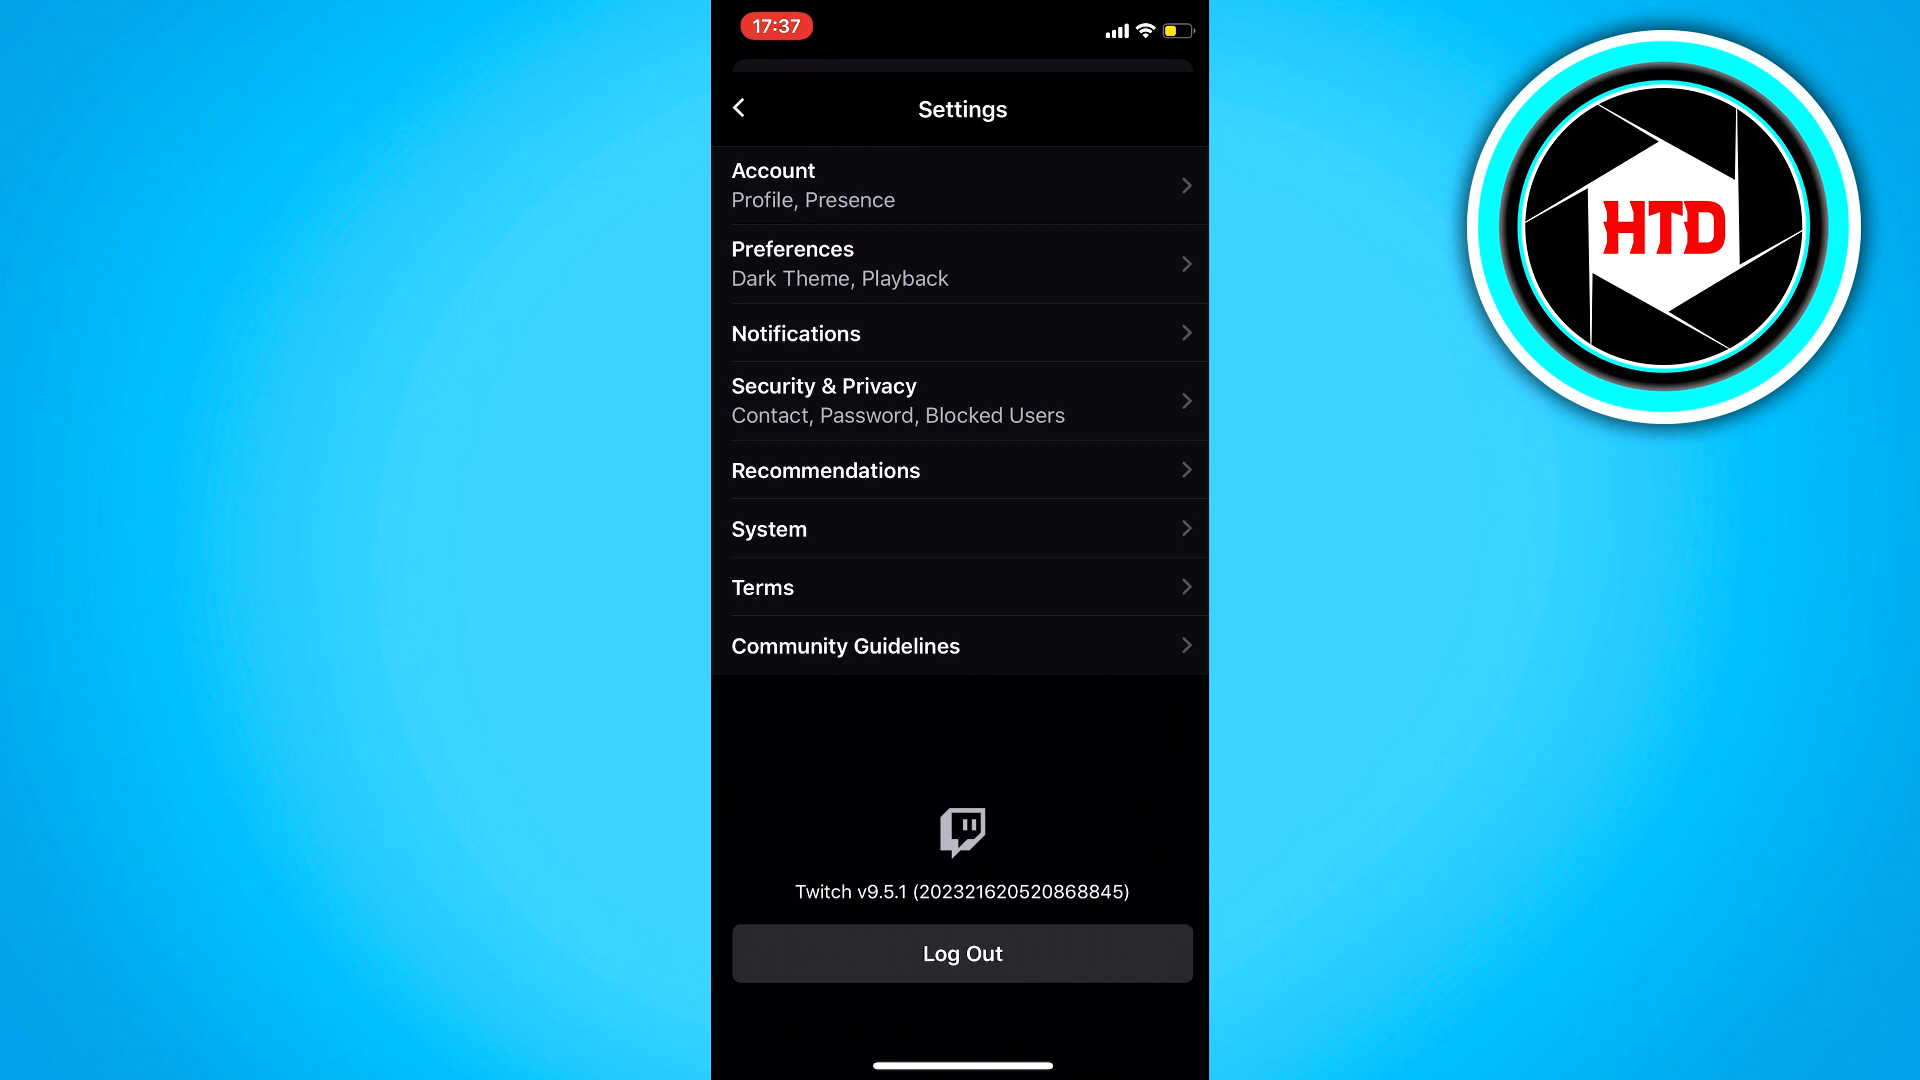 17:37
Settings
Account
Profile, Presence
Preferences
Dark Theme, Playback
Notifications
Security & Privacy
Contact, Password, Blocked Users
Recommendations
System
Terms
Community Guidelines
Twitch v9.5.1 (202321620520868845)
Log Out
HTD